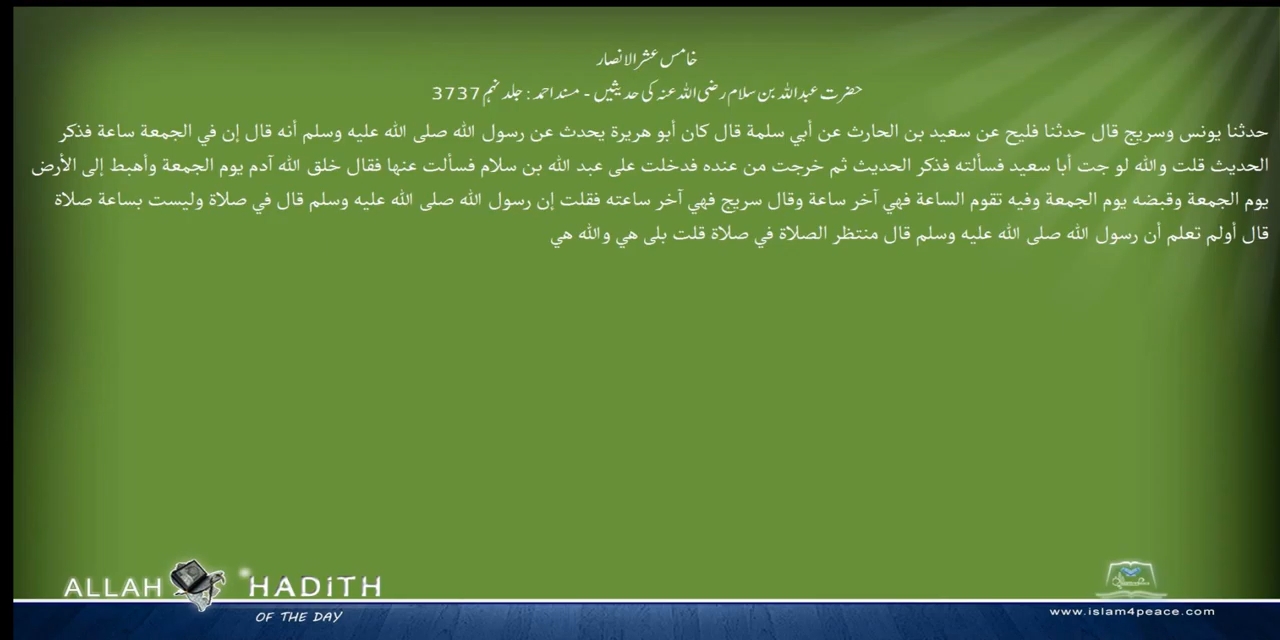 خامس عشر الانصار
حضرت عبداللہ بن سلام رضی اللہ عنہ کی حدیثیں - مسند احمد : جلد نہم 3737
حدثنا يونس وسريج قال حدثنا فليح عن سعيد بن الحارث عن أبي سلمة قال كان أبو هريرة يحدث عن رسول الله صلى الله عليه وسلم أنه قال إن في الجمعة ساعة فذكر
الحديث قلت والله لو جت أبا سعيد فسألته فذكر الحديث ثم خرجت من عنده فدخلت على عبد الله بن سلام فسألت عنها فقال خلق الله آدم يوم الجمعة وأهبط إلى الأرض
يوم الجمعة وقبضه يوم الجمعة وفيه تقوم الساعة فهي آخر ساعة وقال سريج فهي آخر ساعته فقلت إن رسول الله صلى الله عليه وسلم قال في صلاة وليست بساعة صلاة
قال أولم تعلم أن رسول الله صلى الله عليه وسلم قال منتظر الصلاة في صلاة قلت بلى هي والله هي
ALLAH HADITH
OF THE DAY
www.islam4peace.com